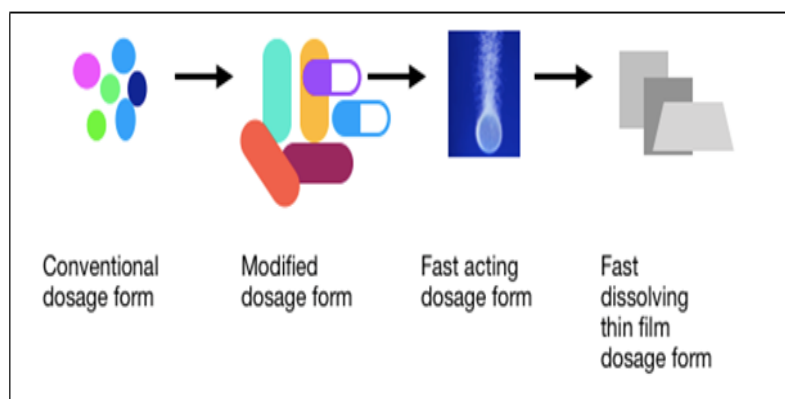 Conventional
dosage form
Modified
dosage form
Fast acting
dosage form
Fast
dissolving
thin film
dosage form